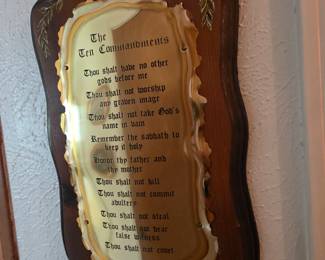 The
Ten Commandments
Thou shalt have no other
gods before me
Thou shalt not worship
any graven image
Thou shalt not take God's
name in vain
Remember the sabbath to
keep it holy
Honor thy father and
thy mother
Thou shalt not kill
Thou shalt not commit
adultery
Thou shalt not steal
Thou shalt not bear
false witness
Thou shalt not covet